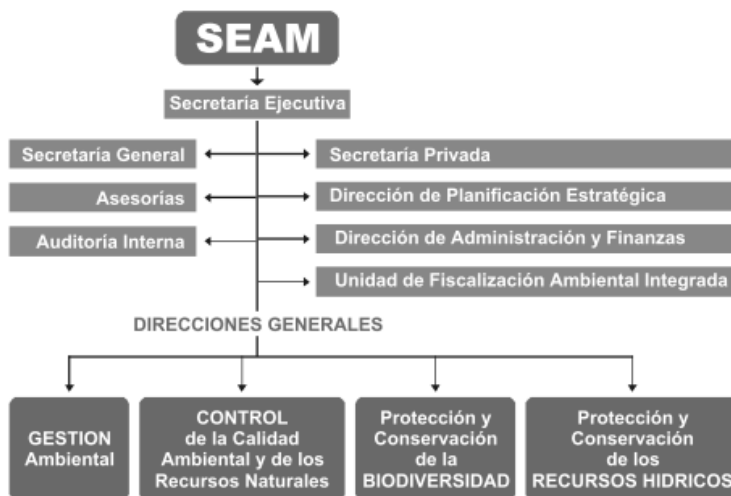 SEAM
Secretaría Ejecutiva
Secretaría General
Secretaría Privada
Asesorías
Dirección de Planificación Estratégica
Auditoría Interna
Dirección de Administración y Finanzas
Unidad de Fiscalización Ambiental Integrada
DIRECCIONES GENERALES
GESTION
Ambiental
CONTROL
de la Calidad
Ambiental y de los
Recursos Naturales
Protección y
Conservación
de la
BIODIVERSIDAD
Protección y
Conservación
de los
RECURSOS HIDRICOS